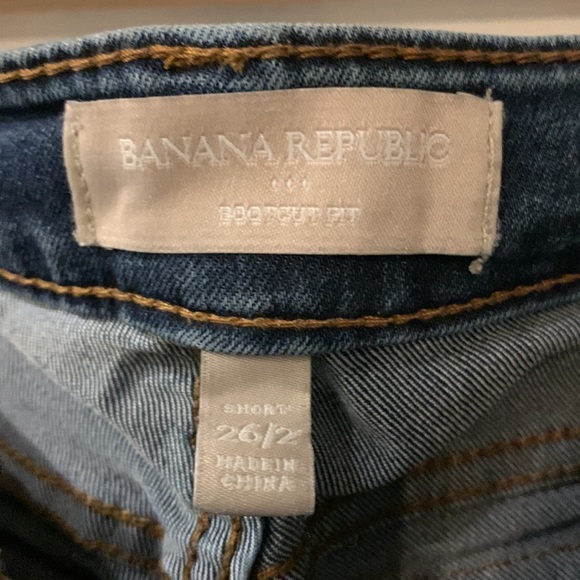 BANANA REPUBLIC
BOOTCUT FIT
SHORT
26/2
MADE IN
CHINA